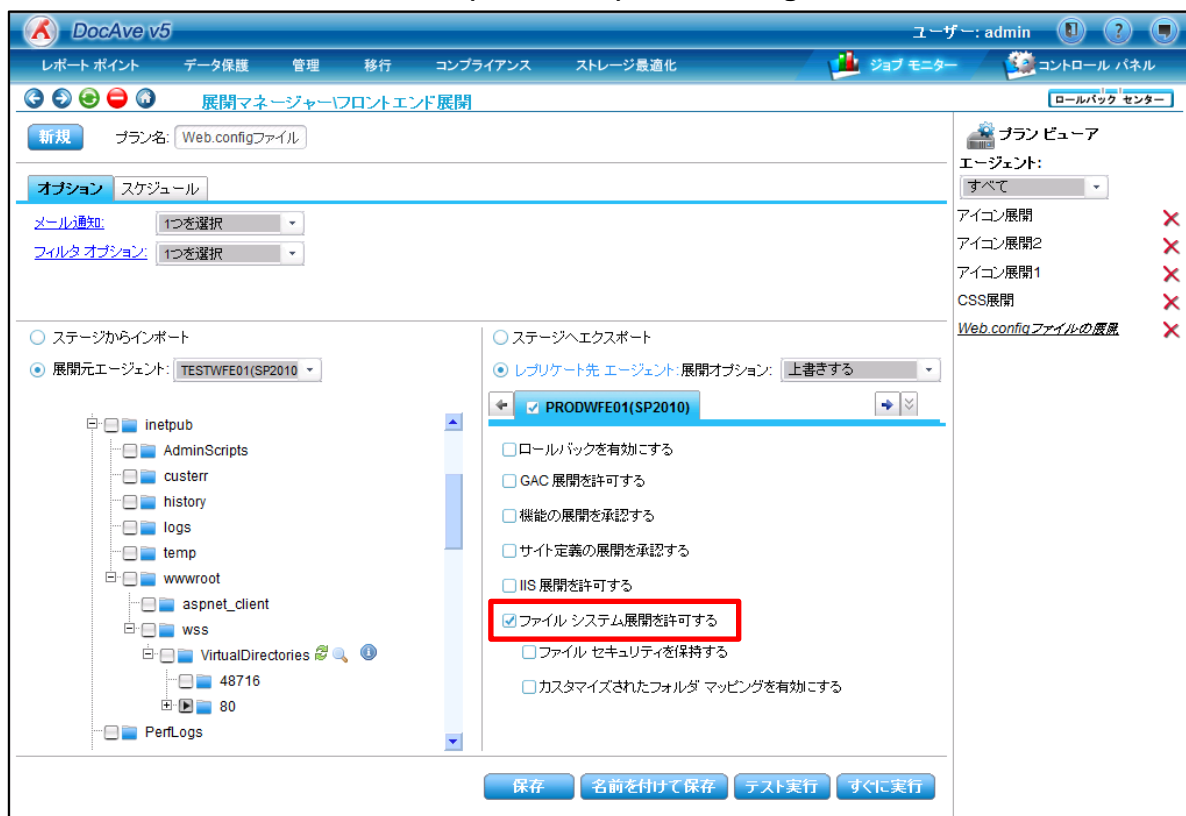 DocAve v5
ユーザー: admin
レポート ポイント データ保護 管理 移行 コンプライアンス ストレージ最適化 ジョブ モニター コントロール パネル
展開マネージャー\フロントエンド展開
ロールバック センター
新規 プラン名: Web.configファイル
オプション スケジュール
メール通知: 1つを選択
フィルタ オプション: 1つを選択
ステージからインポート
展開元エージェント: TESTWFE01(SP2010
inetpub
AdminScripts
custerr
history
logs
temp
wwwroot
aspnet_client
wss
VirtualDirectories
48716
80
PerfLogs
ステージへエクスポート
レプリケート先 エージェント:展開オプション: 上書きする
PRODWFE01(SP2010)
ロールバックを有効にする
GAC 展開を許可する
機能の展開を承認する
サイト定義の展開を承認する
IIS 展開を許可する
ファイル システム展開を許可する
ファイル セキュリティを保持する
カスタマイズされたフォルダ マッピングを有効にする
保存 名前を付けて保存 テスト実行 すぐに実行
プラン ビューア
エージェント:
すべて
アイコン展開
アイコン展開2
アイコン展開1
CSS展開
Web.configファイルの